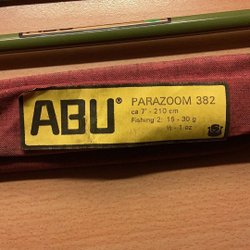 ABU®
PARAZOOM 382
ca 7" - 210 cm
Fishing 2: 15 - 30 g
½ - 1 oz